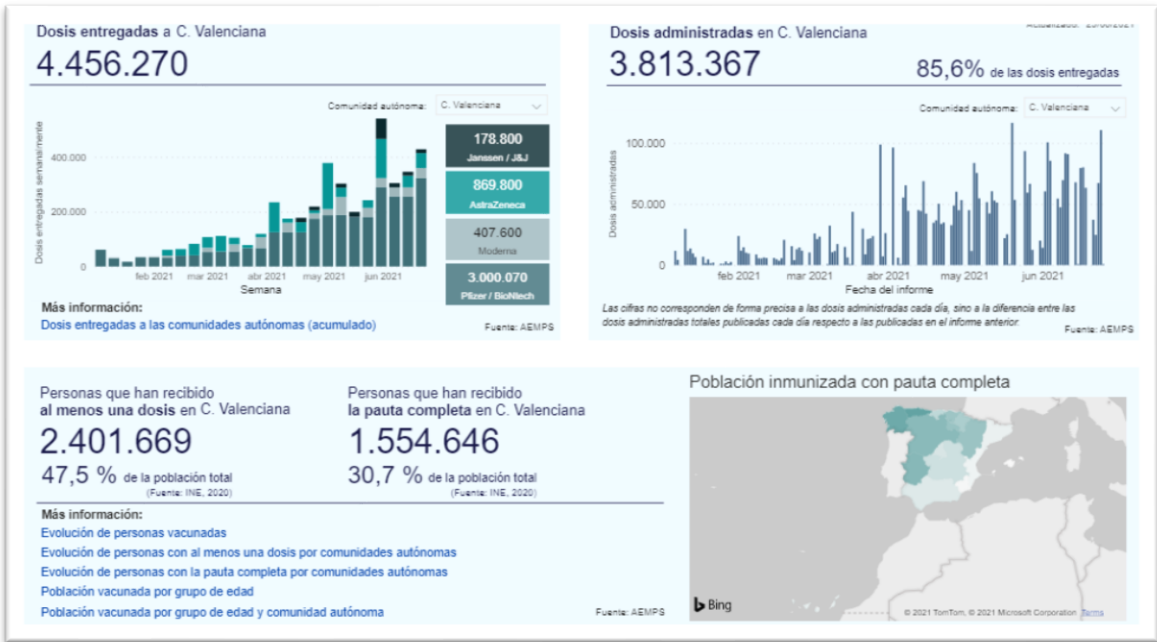 Dosis entregadas a C. Valenciana
4.456.270
Comunidad autónoma: C. Valenciana
Dosis entregadas semanalmente
400.000
200.000
0
feb 2021 mar 2021 abr 2021 may 2021 jun 2021
Semana
178.800
Janssen / J&J
869.800
AstraZeneca
407.600
Moderna
3.000.070
Pfizer / BioNtech
Más información:
Dosis entregadas a las comunidades autónomas (acumulado)
Fuente: AEMPS
Dosis administradas en C. Valenciana
3.813.367
85,6% de las dosis entregadas
Comunidad autónoma: C. Valenciana
Dosis administradas
100.000
50.000
0
feb 2021 mar 2021 abr 2021 may 2021 jun 2021
Fecha del informe
Las cifras no corresponden de forma precisa a las dosis administradas cada día, sino a la diferencia entre las
dosis administradas totales publicadas cada día respecto a las publicadas en el informe anterior.
Fuente: AEMPS
Personas que han recibido
al menos una dosis en C. Valenciana
2.401.669
47,5 % de la población total
(Fuente: INE, 2020)
Personas que han recibido
la pauta completa en C. Valenciana
1.554.646
30,7 % de la población total
(Fuente: INE, 2020)
Más información:
Evolución de personas vacunadas
Evolución de personas con al menos una dosis por comunidades autónomas
Evolución de personas con la pauta completa por comunidades autónomas
Población vacunada por grupo de edad
Población vacunada por grupo de edad y comunidad autónoma
Fuente: AEMPS
Población inmunizada con pauta completa
Bing
© 2021 TomTom, © 2021 Microsoft Corporation Terms